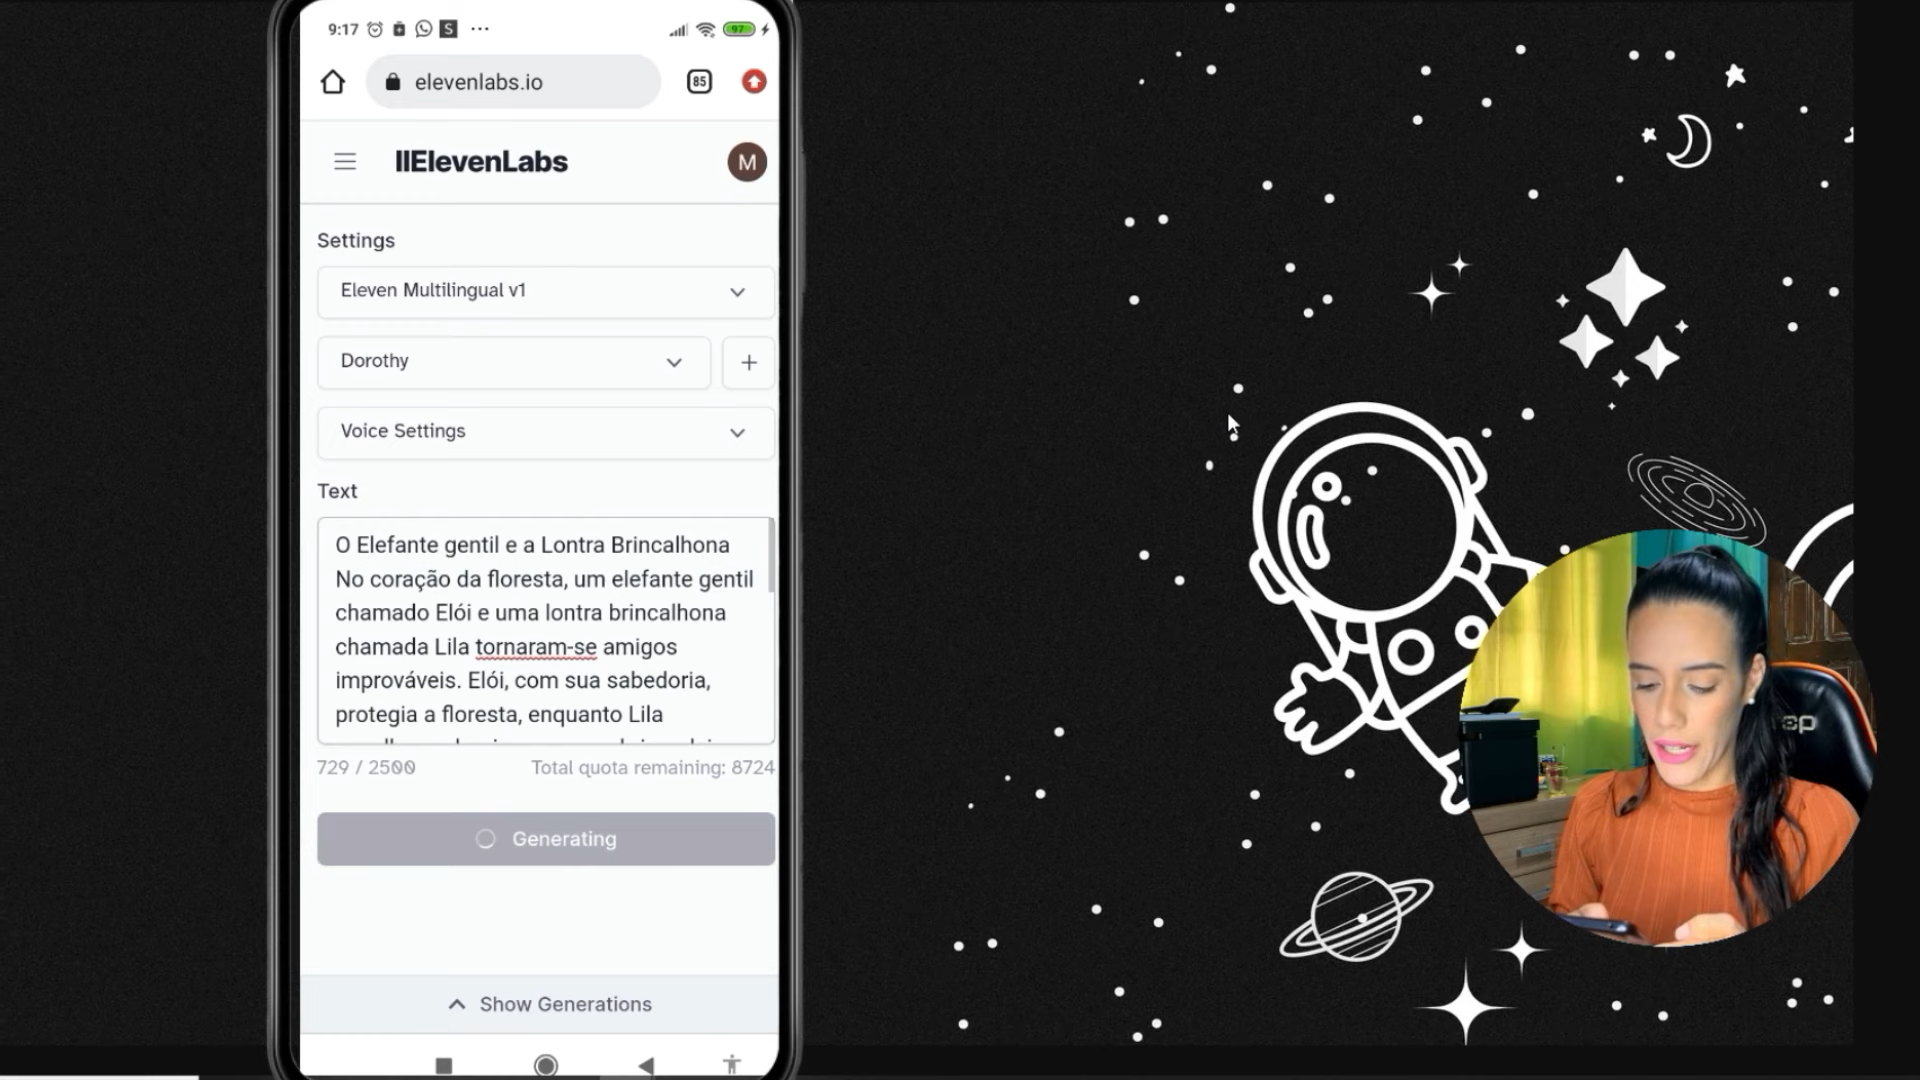 9:17 S ... 97
elevenlabs.io 85
IIElevenLabs M
Settings
Eleven Multilingual v1
Dorothy +
Voice Settings
Text
O Elefante gentil e a Lontra Brincalhona
No coração da floresta, um elefante gentil
chamado Elói e uma lontra brincalhona
chamada Lila tornaram-se amigos
improváveis. Elói, com sua sabedoria,
protegia a floresta, enquanto Lila
729 / 2500 Total quota remaining: 8724
Generating
Show Generations